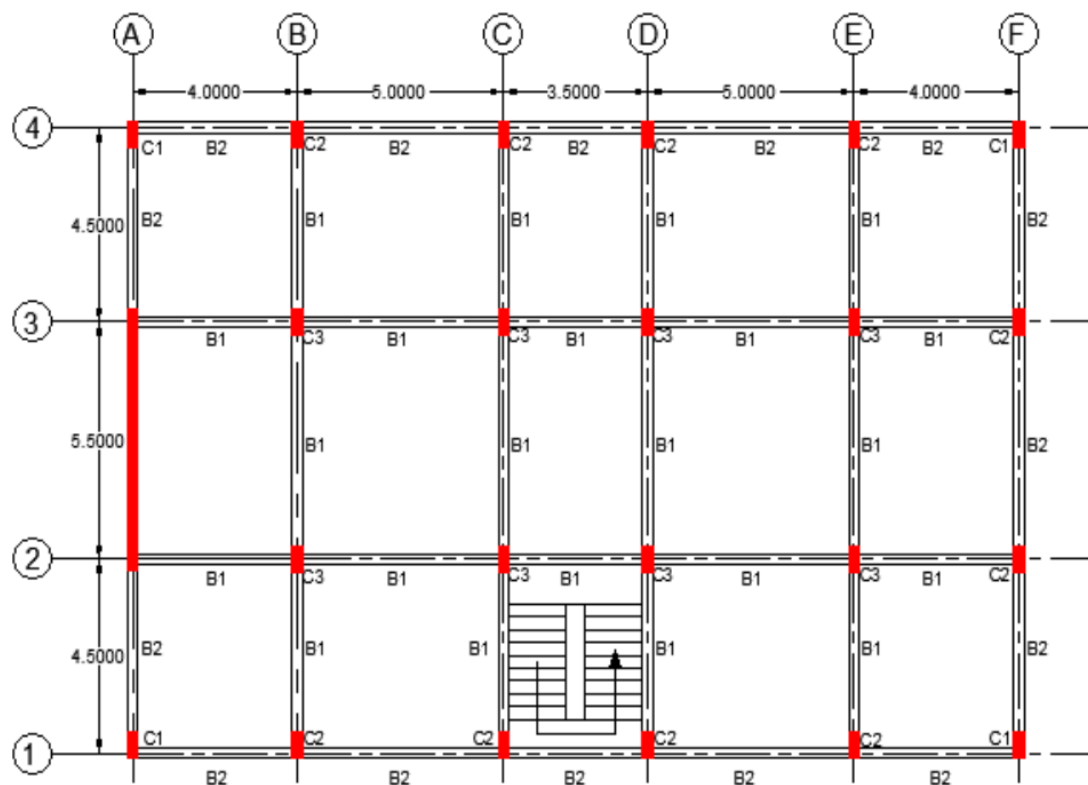 A B C D E F
4.0000 5.0000 3.5000 5.0000 4.0000
4
C1 B2 C2 B2 C2 B2 C2 B2 C2 B2 C1
4.5000 B2 B1 B1 B1 B1 B2
3
B1 C3 B1 C3 B1 C3 B1 C3 B1 C2
5.5000 B1 B1 B1 B1 B2
2
B1 C3 B1 C3 B1 C3 B1 C3 B1 C2
4.5000 B2 B1 B1 B1 B1 B2
C1 C2 C2 C2 C2 C1
1
B2 B2 B2 B2 B2